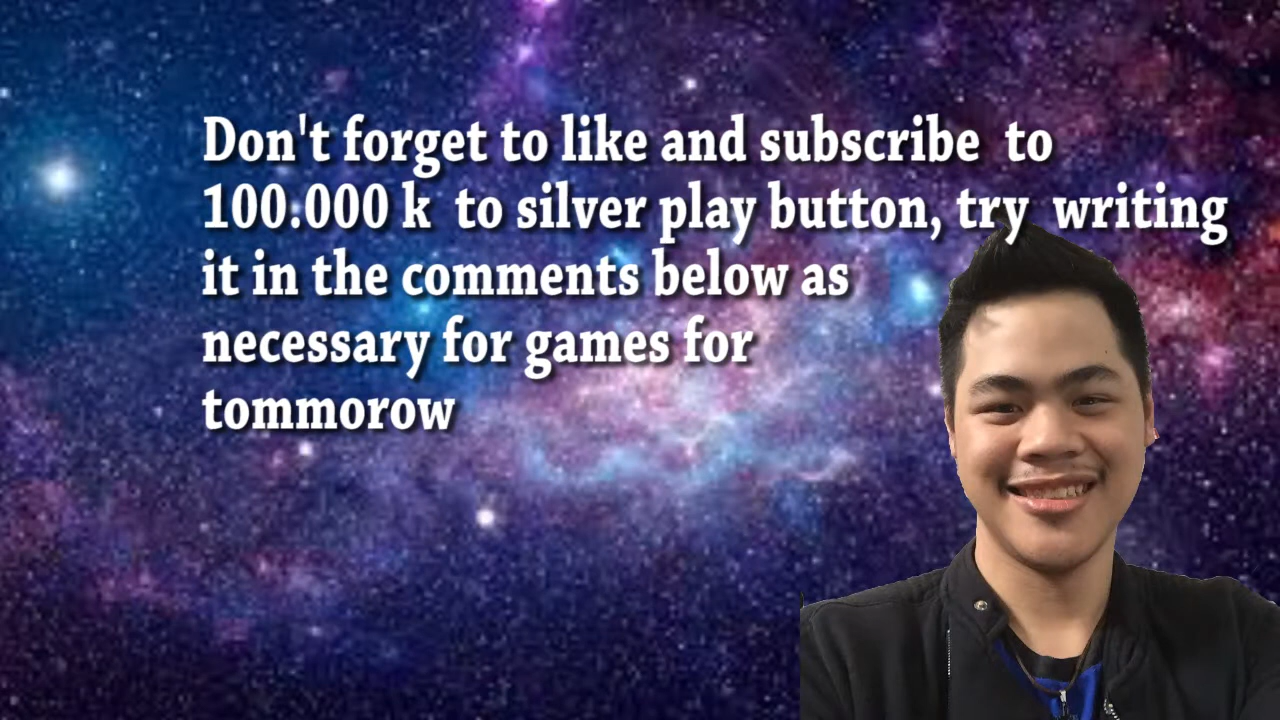 Don't forget to like and subscribe  to
100.000 k  to silver play button, try  writing
it in the comments below as
necessary for games for
tommorow